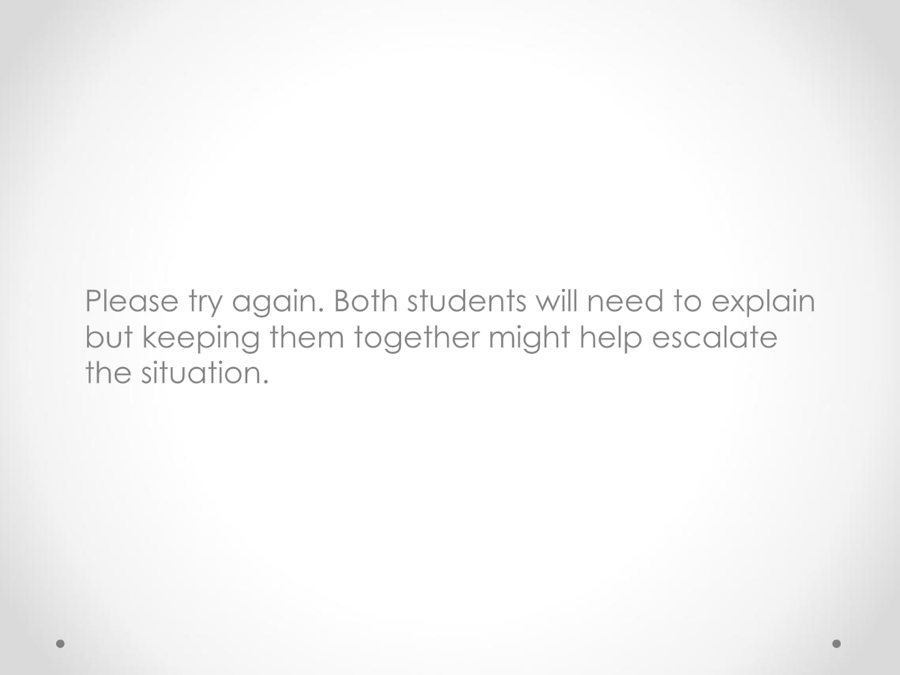 Please try again. Both students will need to explain
but keeping them together might help escalate
the situation.